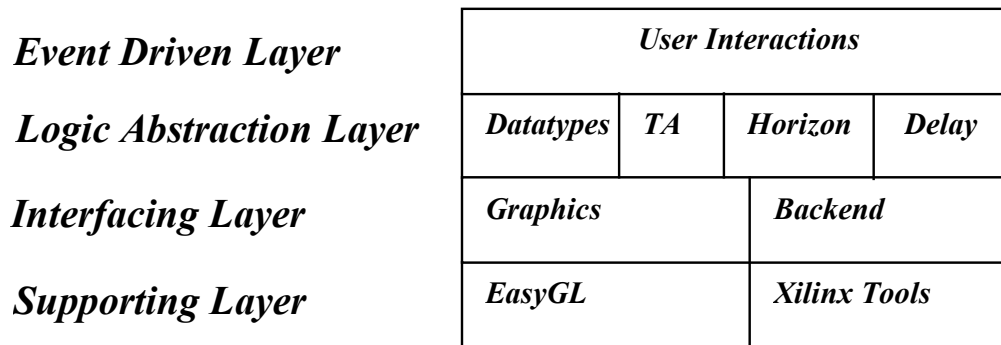 Event Driven Layer
User Interactions
Logic Abstraction Layer
Datatypes TA Horizon Delay
Interfacing Layer
Graphics Backend
Supporting Layer
EasyGL Xilinx Tools